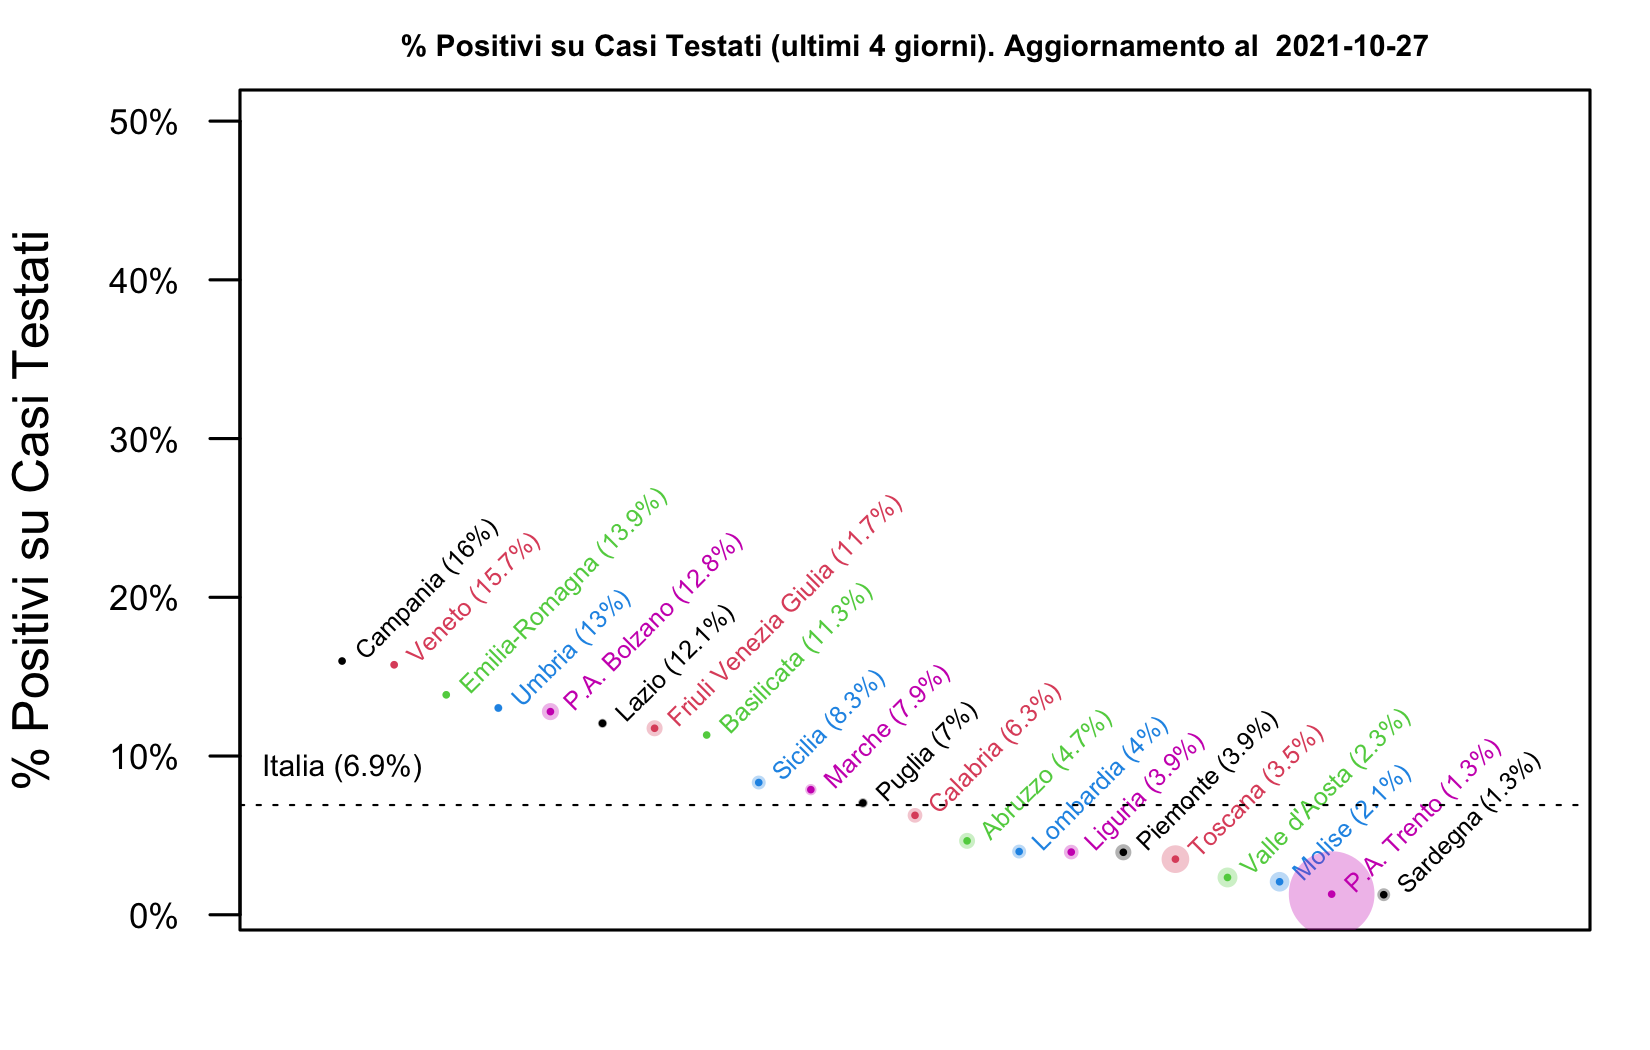 % Positivi su Casi Testati (ultimi 4 giorni). Aggiornamento al  2021-10-27
% Positivi su Casi Testati
50%
40%
30%
20%
10%
0%
Italia (6.9%)
Campania (16%)
Veneto (15.7%)
Emilia-Romagna (13.9%)
Umbria (13%)
P.A. Bolzano (12.8%)
Lazio (12.1%)
Friuli Venezia Giulia (11.7%)
Basilicata (11.3%)
Sicilia (8.3%)
Marche (7.9%)
Puglia (7%)
Calabria (6.3%)
Abruzzo (4.7%)
Lombardia (4%)
Liguria (3.9%)
Piemonte (3.9%)
Toscana (3.5%)
Valle d'Aosta (2.3%)
Molise (2.1%)
P.A. Trento (1.3%)
Sardegna (1.3%)